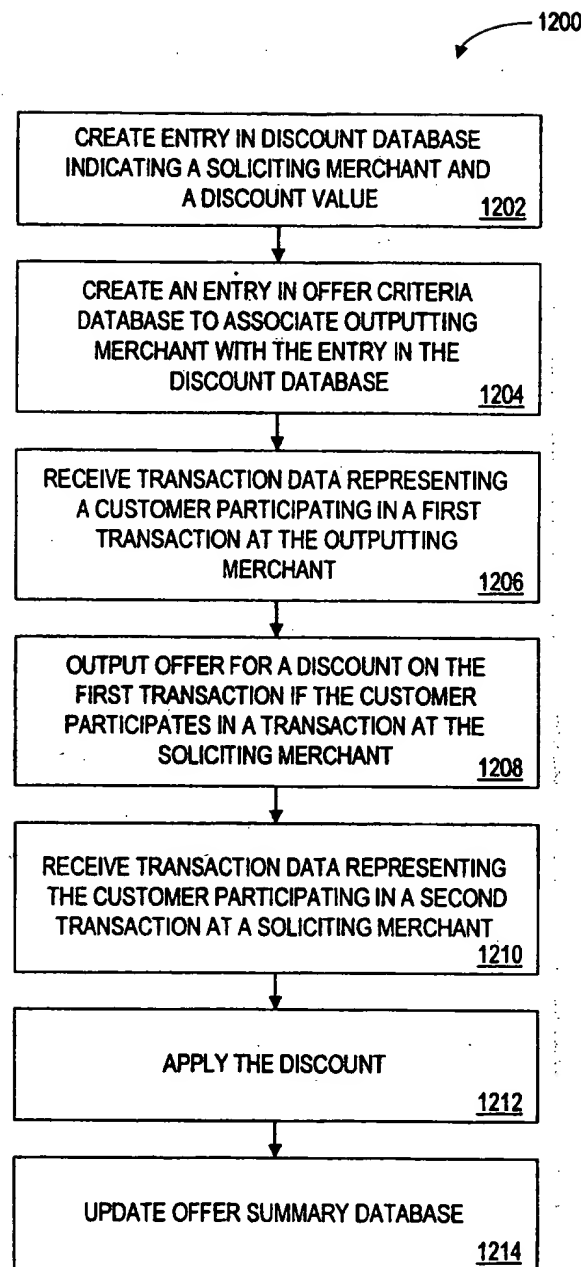 1200
CREATE ENTRY IN DISCOUNT DATABASE
INDICATING A SOLICITING MERCHANT AND
A DISCOUNT VALUE
1202
CREATE AN ENTRY IN OFFER CRITERIA
DATABASE TO ASSOCIATE OUTPUTTING
MERCHANT WITH THE ENTRY IN THE
DISCOUNT DATABASE
1204
RECEIVE TRANSACTION DATA REPRESENTING
A CUSTOMER PARTICIPATING IN A FIRST
TRANSACTION AT THE OUTPUTTING
MERCHANT
1206
OUTPUT OFFER FOR A DISCOUNT ON THE
FIRST TRANSACTION IF THE CUSTOMER
PARTICIPATES IN A TRANSACTION AT THE
SOLICITING MERCHANT
1208
RECEIVE TRANSACTION DATA REPRESENTING
THE CUSTOMER PARTICIPATING IN A SECOND
TRANSACTION AT A SOLICITING MERCHANT
1210
APPLY THE DISCOUNT
1212
UPDATE OFFER SUMMARY DATABASE
1214